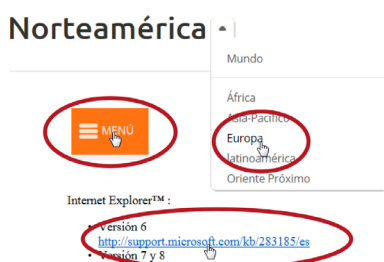 Norteamérica
Mundo
África
Asia-Pacífico
Europa
latinoamérica
Oriente Próximo
MENÚ
Internet Explorer™ :
• Versión 6
http://support.microsoft.com/kb/283185/es
• Versión 7 y 8